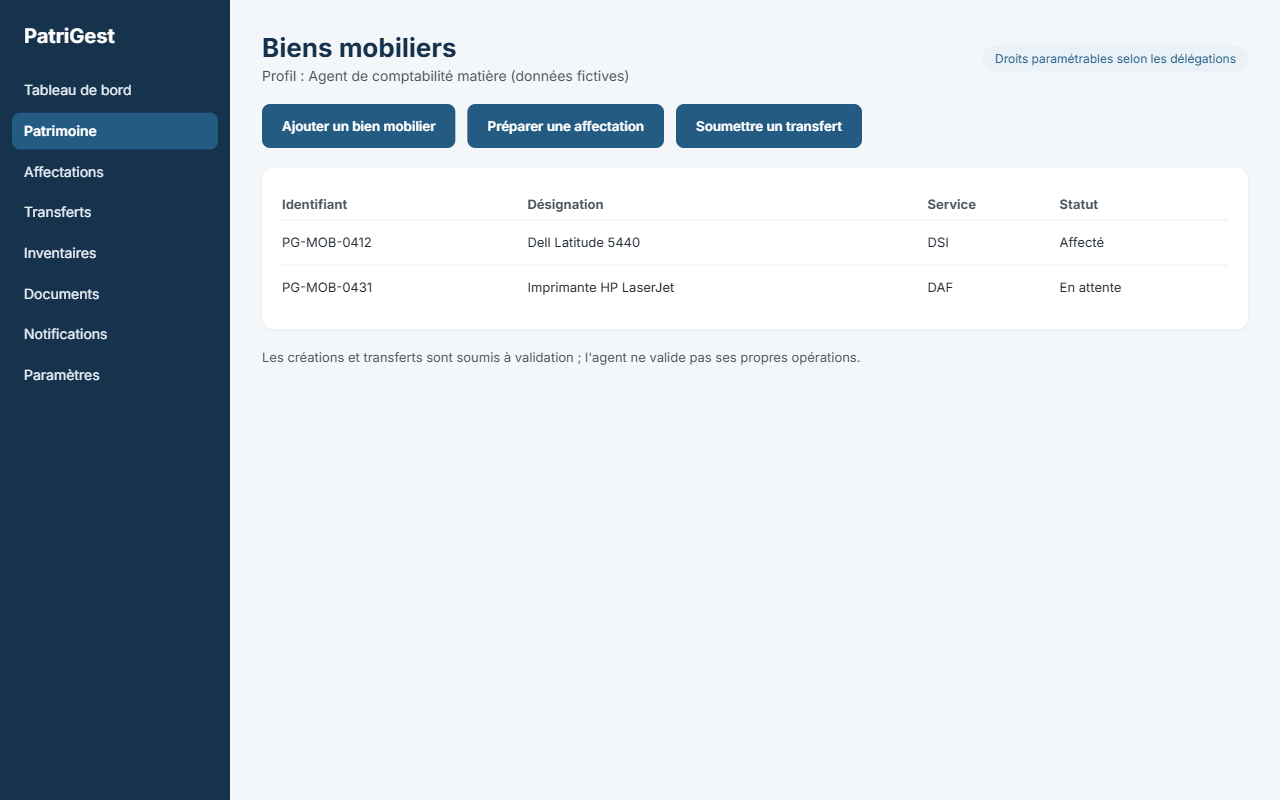 PatriGest
Tableau de bord
Patrimoine
Affectations
Transferts
Inventaires
Documents
Notifications
Paramètres
Biens mobiliers
Profil : Agent de comptabilité matière (données fictives)
Droits paramétrables selon les délégations
Ajouter un bien mobilier Préparer une affectation Soumettre un transfert
Identifiant Désignation Service Statut
PG-MOB-0412 Dell Latitude 5440 DSI Affecté
PG-MOB-0431 Imprimante HP LaserJet DAF En attente
Les créations et transferts sont soumis à validation ; l'agent ne valide pas ses propres opérations.